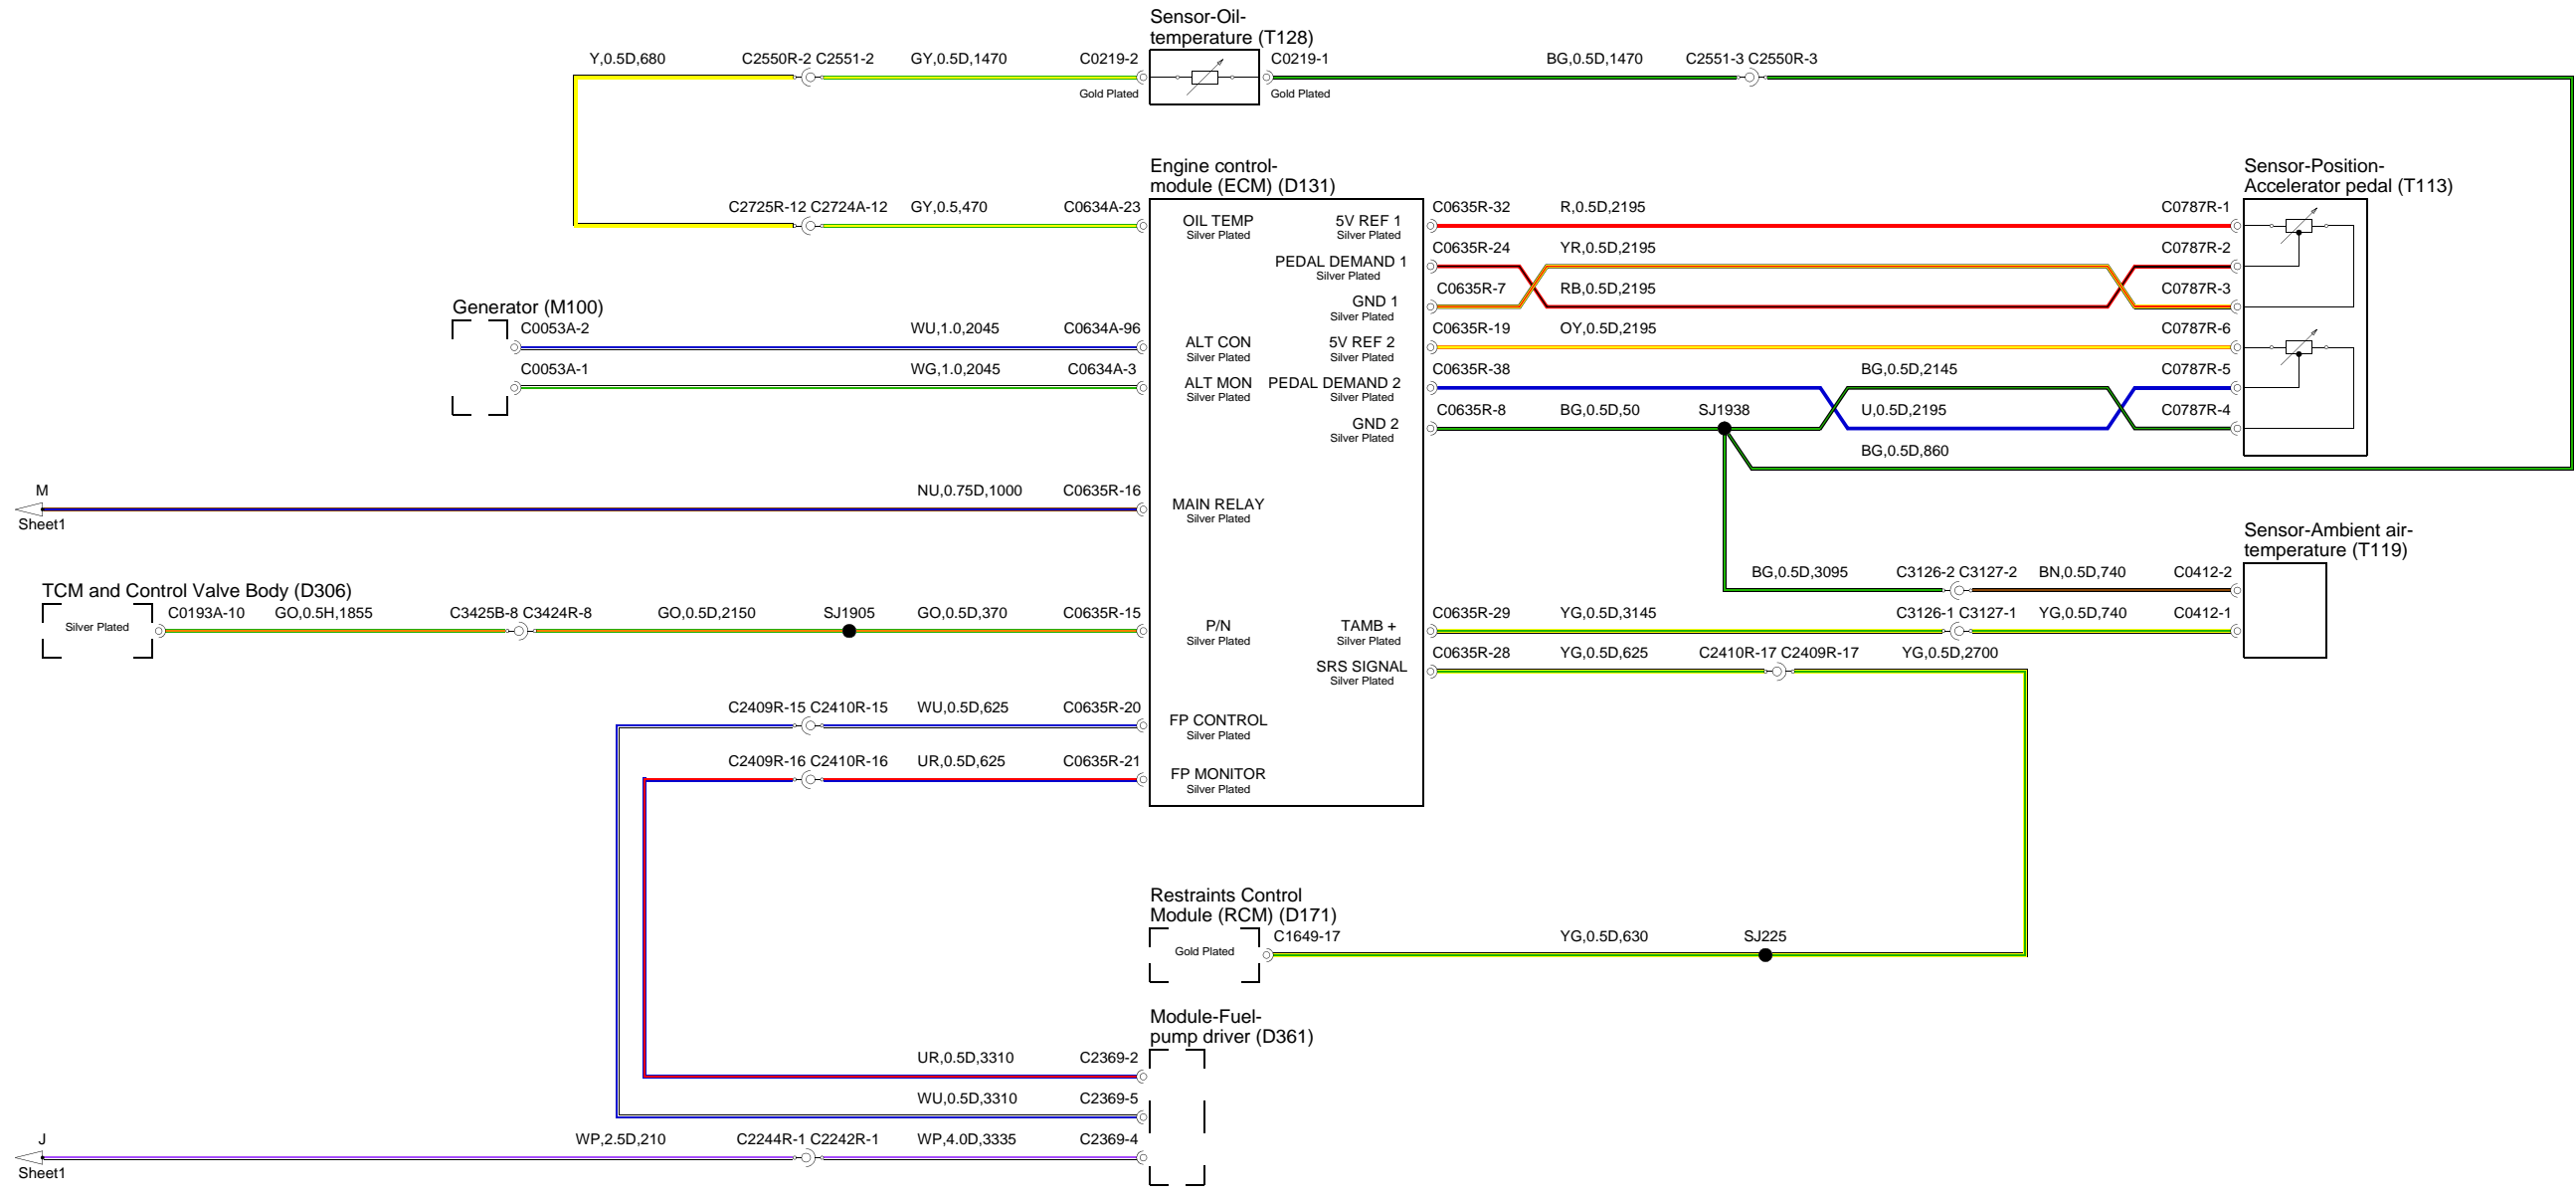 Sensor-Oil-
temperature (T128)
Y,0.5D,680
C2550R-2 C2551-2
GY,0.5D,1470
C0219-2
C0219-1
BG,0.5D,1470
C2551-3 C2550R-3
Gold Plated
Gold Plated
Engine control-
module (ECM) (D131)
Sensor-Position-
Accelerator pedal (T113)
C2725R-12 C2724A-12
GY,0.5,470
C0634A-23
OIL TEMP
Silver Plated
5V REF 1
Silver Plated
C0635R-32
R,0.5D,2195
C0787R-1
PEDAL DEMAND 1
Silver Plated
C0635R-24
YR,0.5D,2195
C0787R-2
GND 1
Silver Plated
C0635R-7
RB,0.5D,2195
C0787R-3
Generator (M100)
C0053A-2
WU,1.0,2045
C0634A-96
ALT CON
Silver Plated
5V REF 2
Silver Plated
C0635R-19
OY,0.5D,2195
C0787R-6
C0053A-1
WG,1.0,2045
C0634A-3
ALT MON
Silver Plated
PEDAL DEMAND 2
Silver Plated
C0635R-38
BG,0.5D,2145
C0787R-5
GND 2
Silver Plated
C0635R-8
BG,0.5D,50
SJ1938
U,0.5D,2195
C0787R-4
BG,0.5D,860
M
Sheet1
NU,0.75D,1000
C0635R-16
MAIN RELAY
Silver Plated
Sensor-Ambient air-
temperature (T119)
BG,0.5D,3095
C3126-2 C3127-2
BN,0.5D,740
C0412-2
TCM and Control Valve Body (D306)
Silver Plated
C0193A-10
GO,0.5H,1855
C3425B-8 C3424R-8
GO,0.5D,2150
SJ1905
GO,0.5D,370
C0635R-15
P/N
Silver Plated
TAMB +
Silver Plated
C0635R-29
YG,0.5D,3145
C3126-1 C3127-1
YG,0.5D,740
C0412-1
SRS SIGNAL
Silver Plated
C0635R-28
YG,0.5D,625
C2410R-17 C2409R-17
YG,0.5D,2700
C2409R-15 C2410R-15
WU,0.5D,625
C0635R-20
FP CONTROL
Silver Plated
C2409R-16 C2410R-16
UR,0.5D,625
C0635R-21
FP MONITOR
Silver Plated
Restraints Control
Module (RCM) (D171)
Gold Plated
C1649-17
YG,0.5D,630
SJ225
Module-Fuel-
pump driver (D361)
UR,0.5D,3310
C2369-2
WU,0.5D,3310
C2369-5
J
Sheet1
WP,2.5D,210
C2244R-1 C2242R-1
WP,4.0D,3335
C2369-4